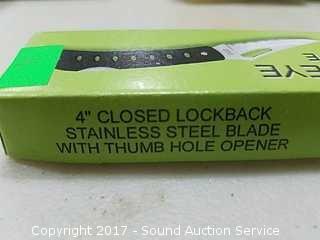 EYE
4" CLOSED LOCKBACK
STAINLESS STEEL BLADE
WITH THUMB HOLE OPENER
Copyright 2017 - Sound Auction Service